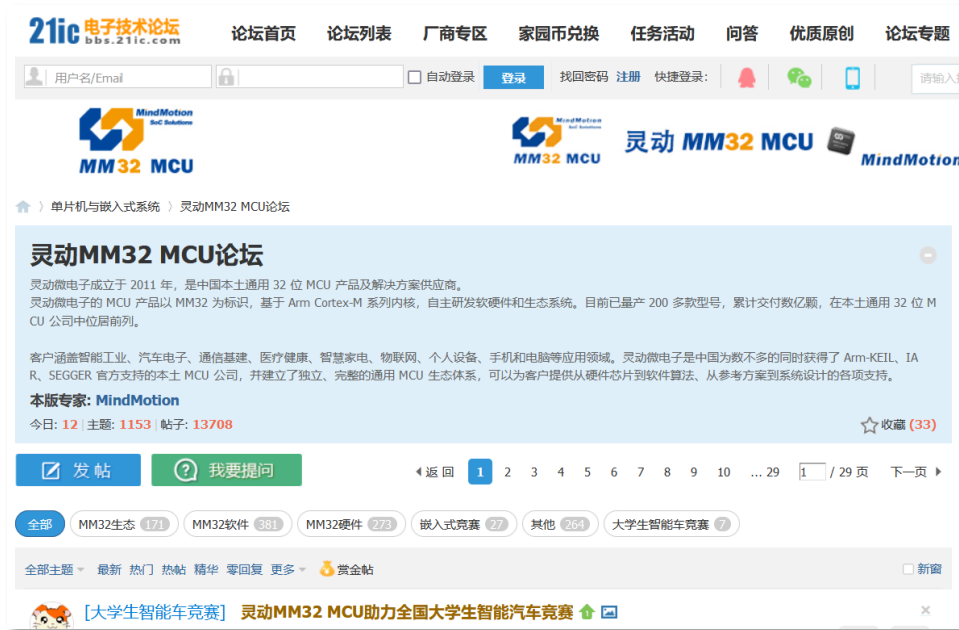 21ic 电子技术论坛 论坛首页 论坛列表 厂商专区 家园币兑换 任务活动 问答 优质原创 论坛专题
bbs.21ic.com
用户名/Email 自动登录 登录 找回密码 注册 快捷登录:
MindMotion
SoC Solutions
MM32 MCU
MindMotion
SoC Solutions
MM32 MCU
灵动 MM32 MCU
MindMotion
单片机与嵌入式系统 〉 灵动MM32 MCU论坛
灵动MM32 MCU论坛
灵动微电子成立于 2011 年，是中国本土通用 32 位 MCU 产品及解决方案供应商。
灵动微电子的 MCU 产品以 MM32 为标识，基于 Arm Cortex-M 系列内核，自主研发软硬件和生态系统。目前已量产 200 多款型号，累计交付数亿颗，在本土通用 32 位 M
CU 公司中位居前列。
客户涵盖智能工业、汽车电子、通信基建、医疗健康、智慧家电、物联网、个人设备、手机和电脑等应用领域。灵动微电子是中国为数不多的同时获得了 Arm-KEIL、IA
R、SEGGER 官方支持的本土 MCU 公司，并建立了独立、完整的通用 MCU 生态体系，可以为客户提供从硬件芯片到软件算法、从参考方案到系统设计的各项支持。
本版专家: MindMotion
今日: 12 | 主题: 1153 | 帖子: 13708 收藏 (33)
发帖 我要提问 返回 1 2 3 4 5 6 7 8 9 10 ... 29 1 / 29 页 下一页
全部 MM32生态 171 MM32软件 381 MM32硬件 273 嵌入式竞赛 27 其他 264 大学生智能车竞赛 7
全部主题 最新 热门 热帖 精华 零回复 更多 赏金帖 新窗
[大学生智能车竞赛] 灵动MM32 MCU助力全国大学生智能汽车竞赛